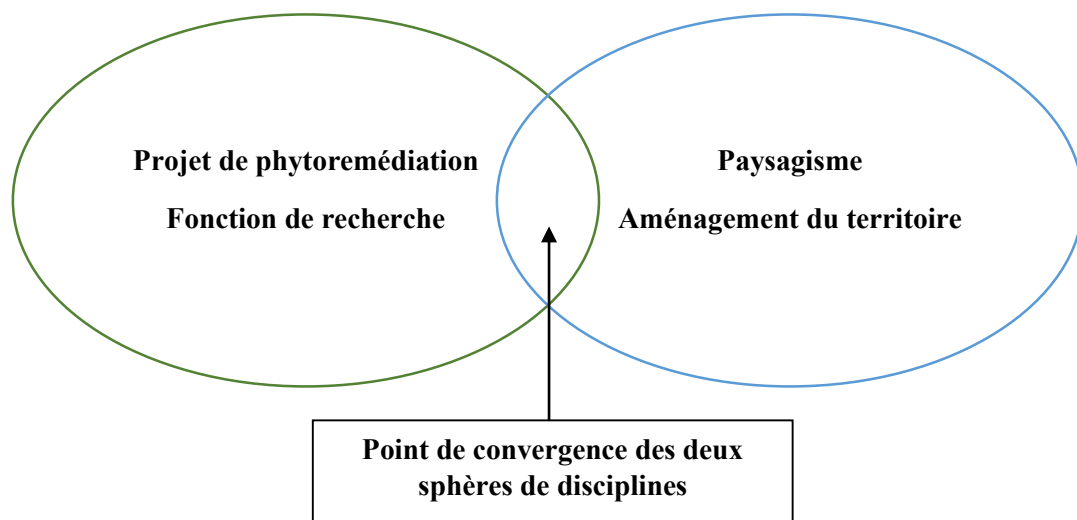 Projet de phytoremédiation
Fonction de recherche
Paysagisme
Aménagement du territoire
Point de convergence des deux
sphères de disciplines